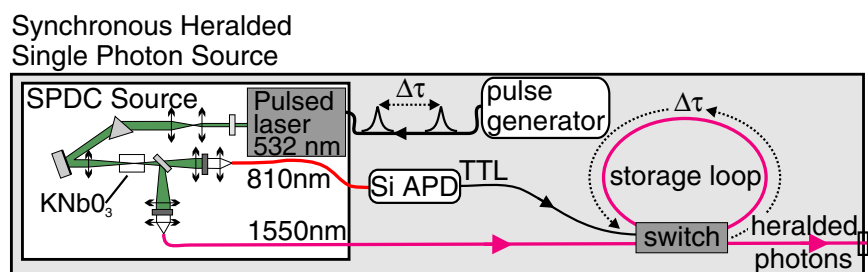 Synchronous Heralded
Single Photon Source
SPDC Source
Pulsed
laser
532 nm
Δτ
pulse
generator
Δτ
KNb0₃
810nm
Si APD
TTL
storage loop
1550nm
switch
heralded
photons